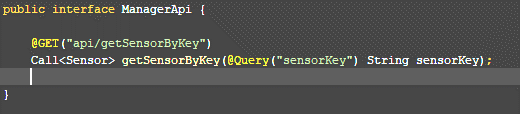 public interface ManagerApi {
@GET("api/getSensorByKey")
Call<Sensor> getSensorByKey(@Query("sensorKey") String sensorKey);
}